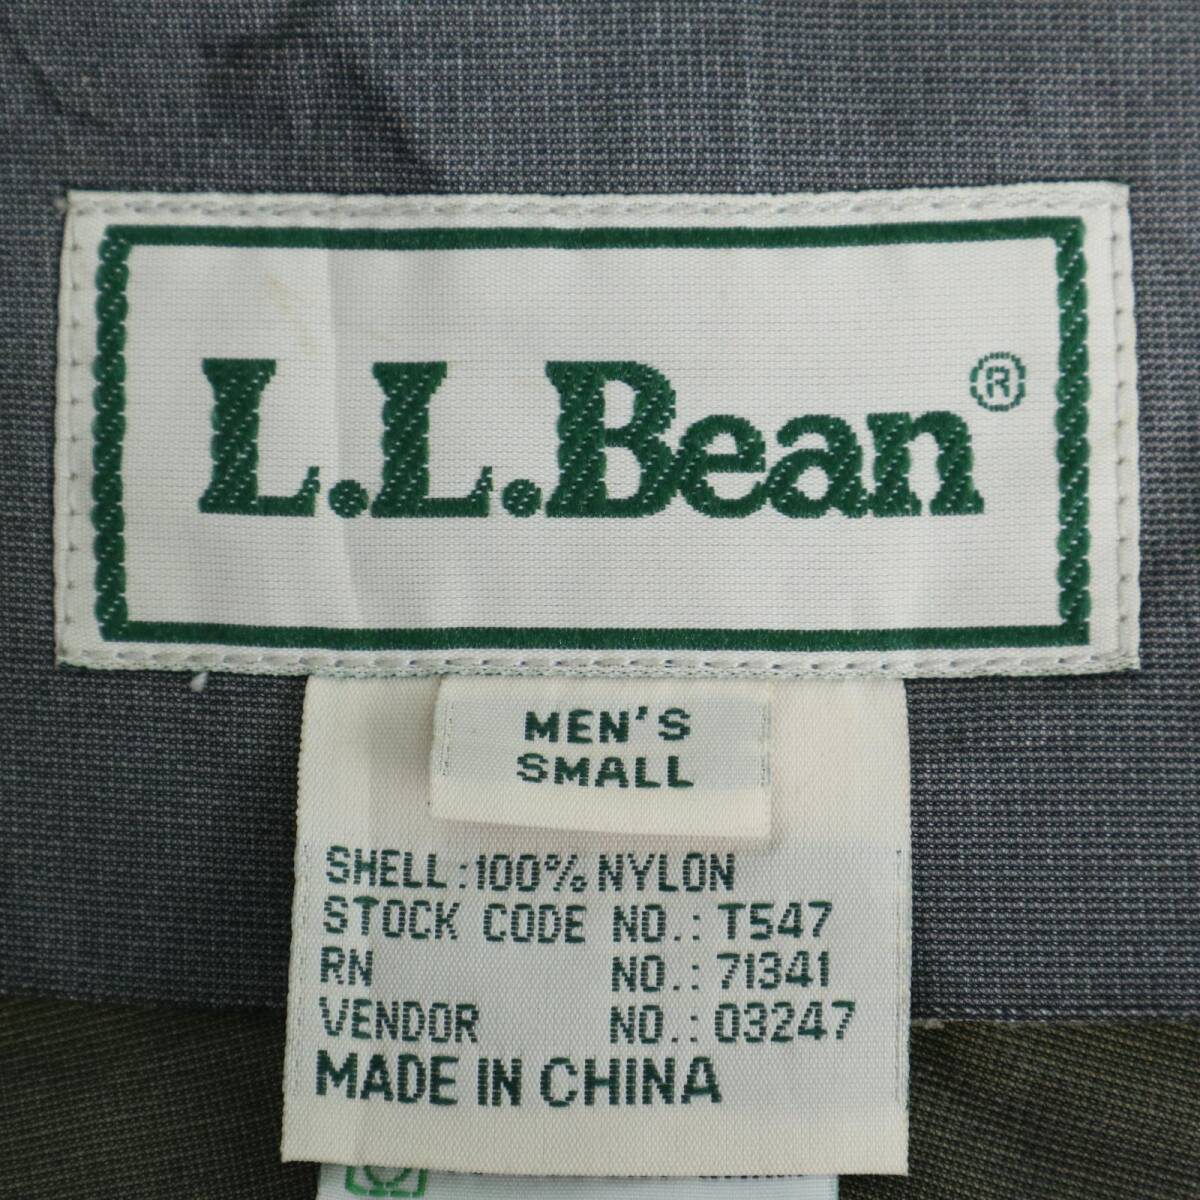 L.L.Bean®
MEN'S
SMALL
SHELL:100% NYLON
STOCK CODE NO.: T547
RN NO.: 71341
VENDOR NO.: 03247
MADE IN CHINA